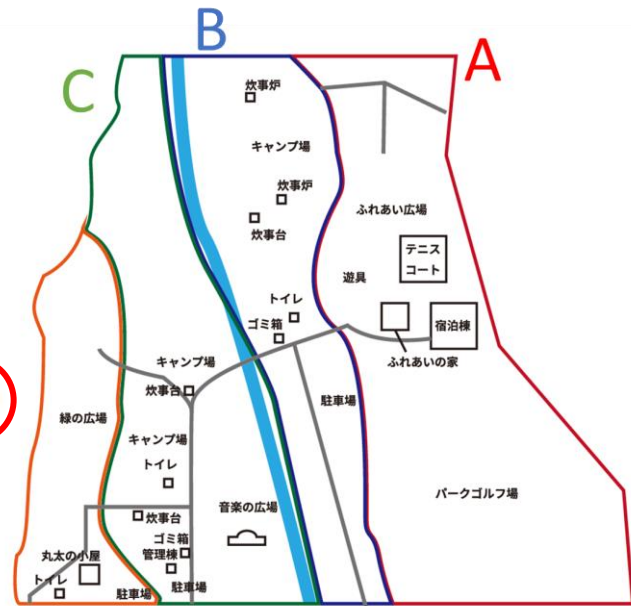 B
A
C
炊事炉
キャンプ場
炊事炉
炊事台
ふれあい広場
テニス
コート
遊具
トイレ
ゴミ箱
宿泊棟
ふれあいの家
キャンプ場
炊事台
駐車場
緑の広場
キャンプ場
トイレ
パークゴルフ場
音楽の広場
炊事台
ゴミ箱
管理棟
丸太の小屋
トイレ
駐車場
駐車場